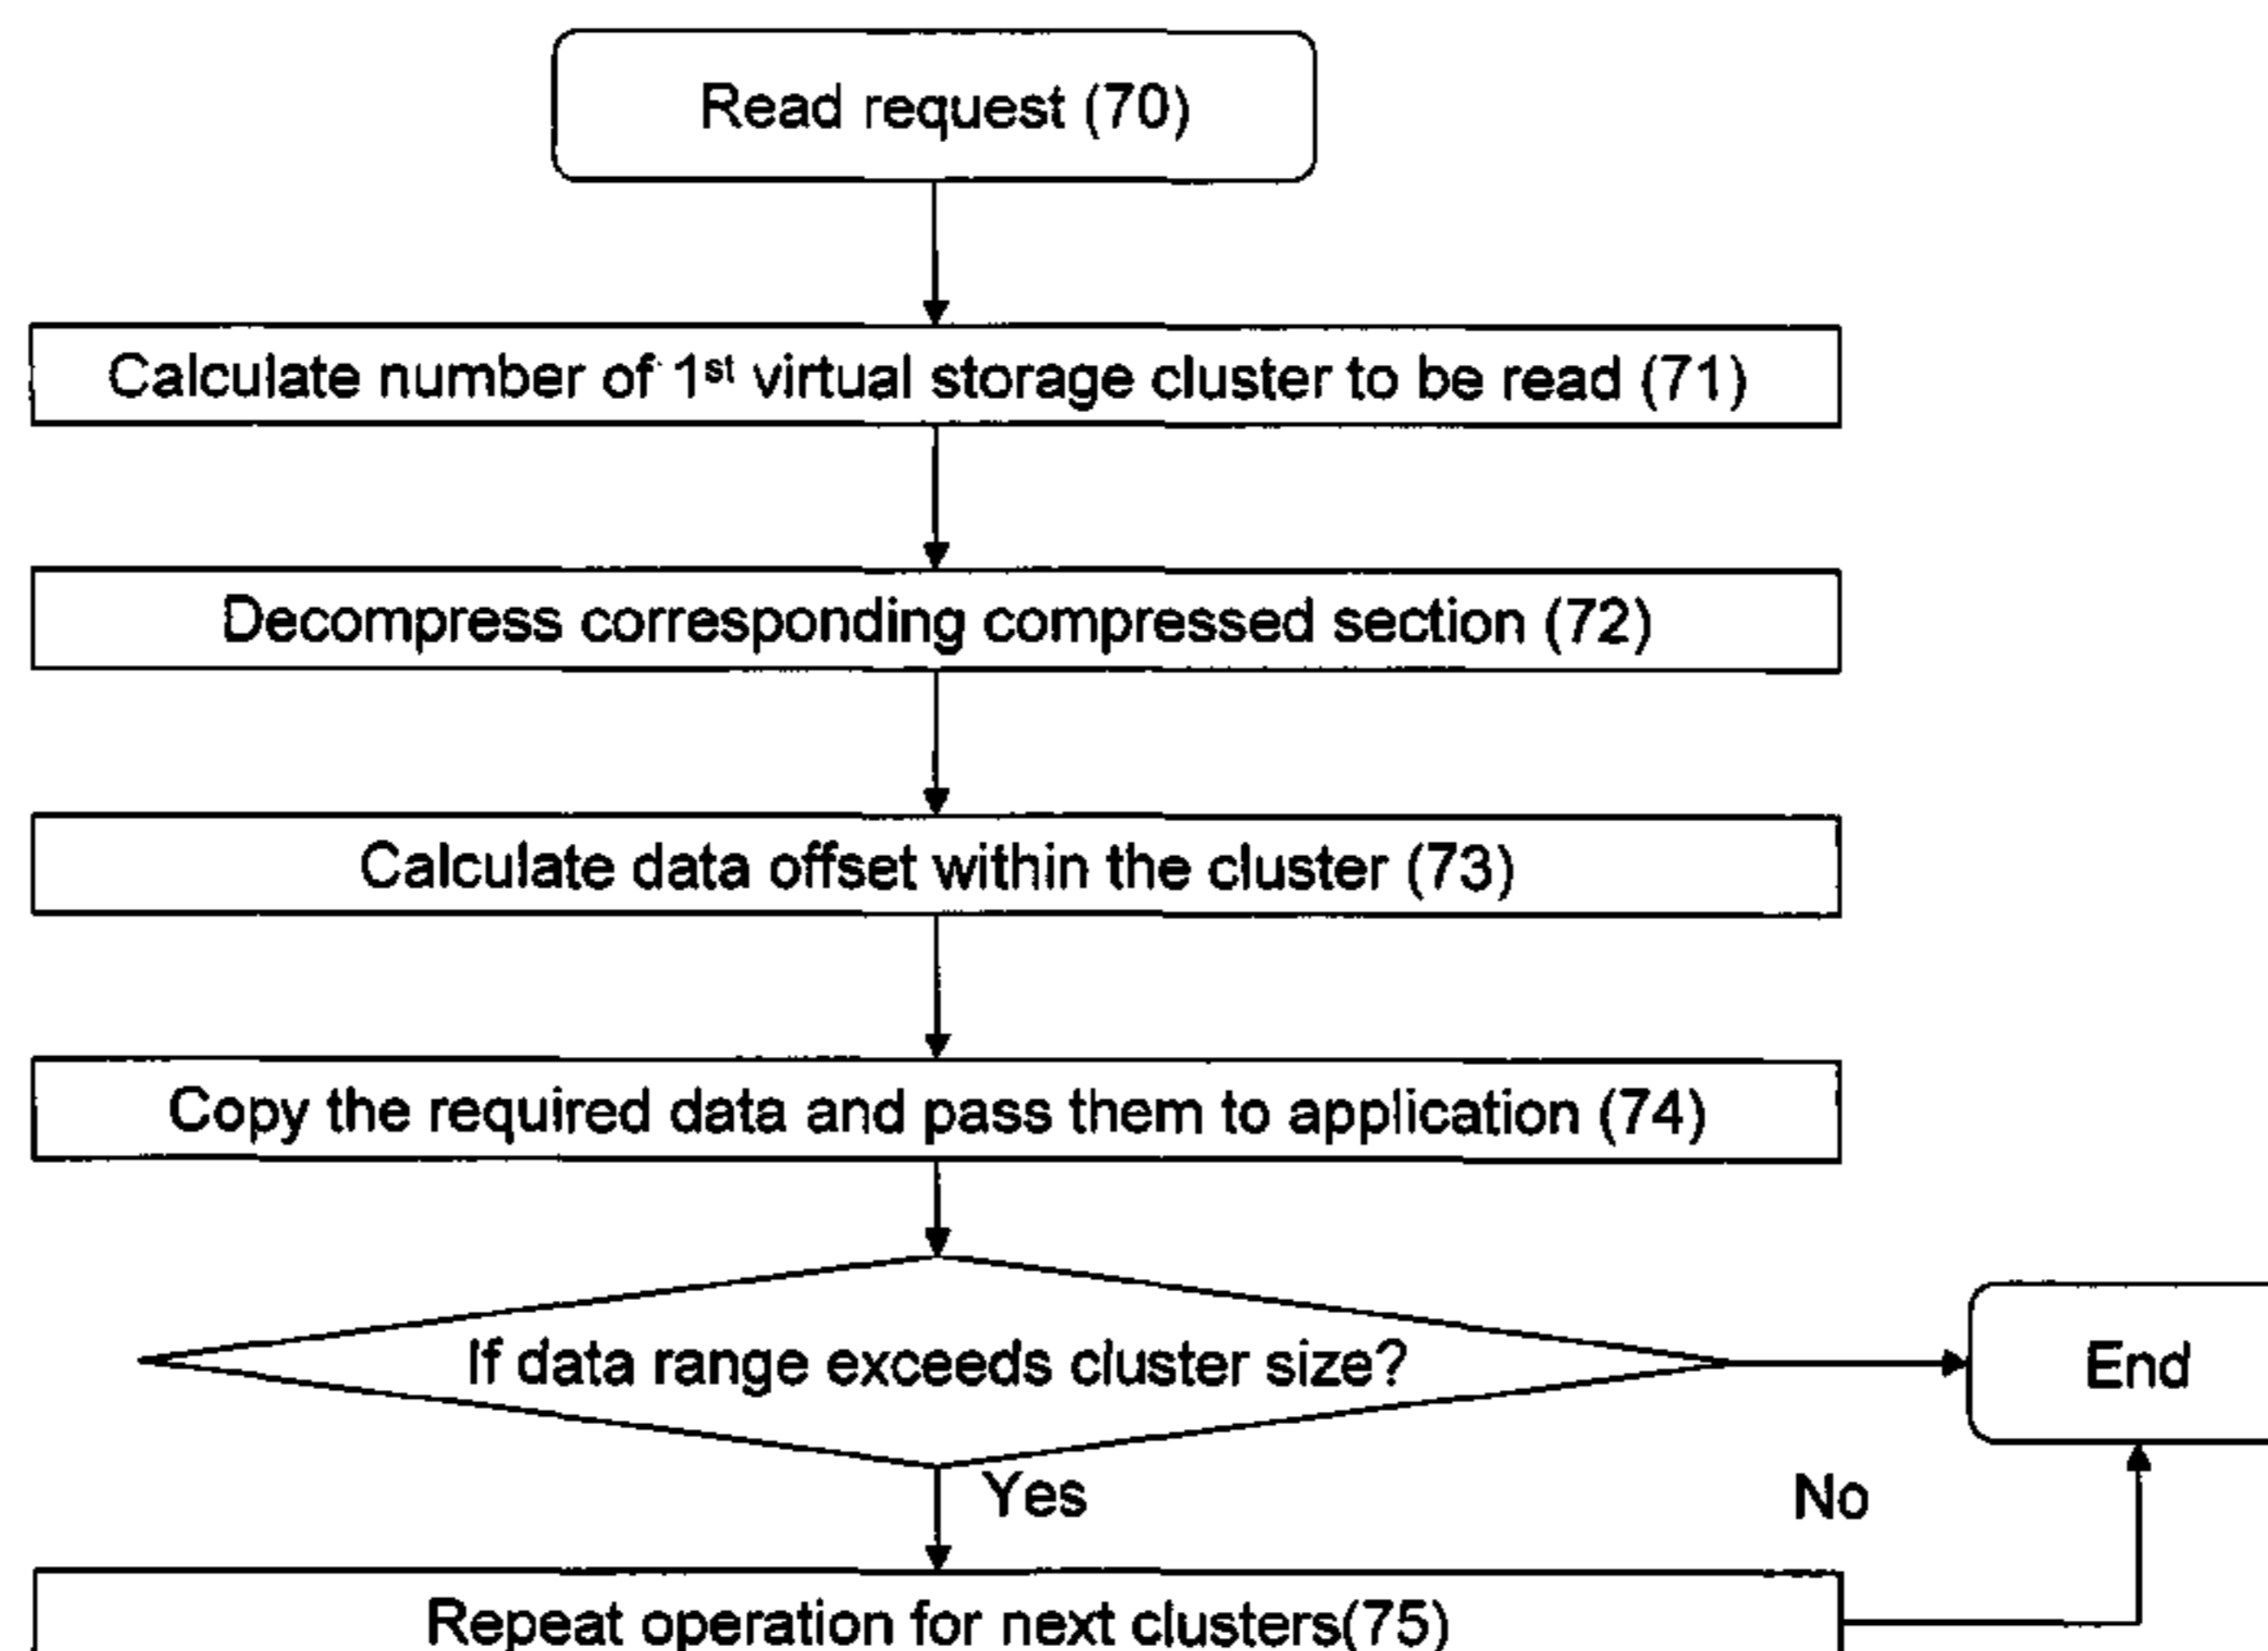 Read request (70)
Calculate number of 1st virtual storage cluster to be read (71)
Decompress corresponding compressed section (72)
Calculate data offset within the cluster (73)
Copy the required data and pass them to application (74)
If data range exceeds cluster size?
End
Yes
No
Repeat operation for next clusters(75)